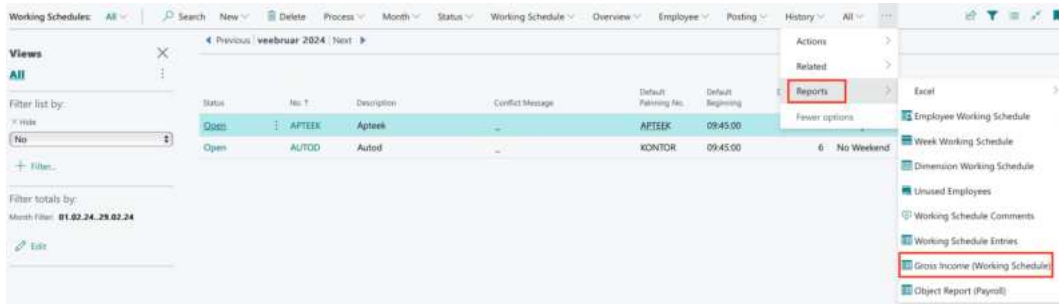 Working Schedules: All Search New Delete Process Month Status Working Schedule Overview Employee Posting History All ...
Previous veebruar 2024 Next
Views
All
Filter list by:
× Hide
No
+ Filter...
Filter totals by:
Month Filter: 01.02.24..29.02.24
Edit
Status No. ↑ Description Conflict Message Default Default Beginning
Open APTEEK Apteek _ APTEEK 09:45:00
Open AUTOD Autod _ KONTOR 09:45:00 6 No Weekend
Actions
Related
Reports
Fewer options
Excel
Employee Working Schedule
Week Working Schedule
Dimension Working Schedule
Unused Employees
Working Schedule Comments
Working Schedule Entries
Gross Income (Working Schedule)
Object Report (Payroll)